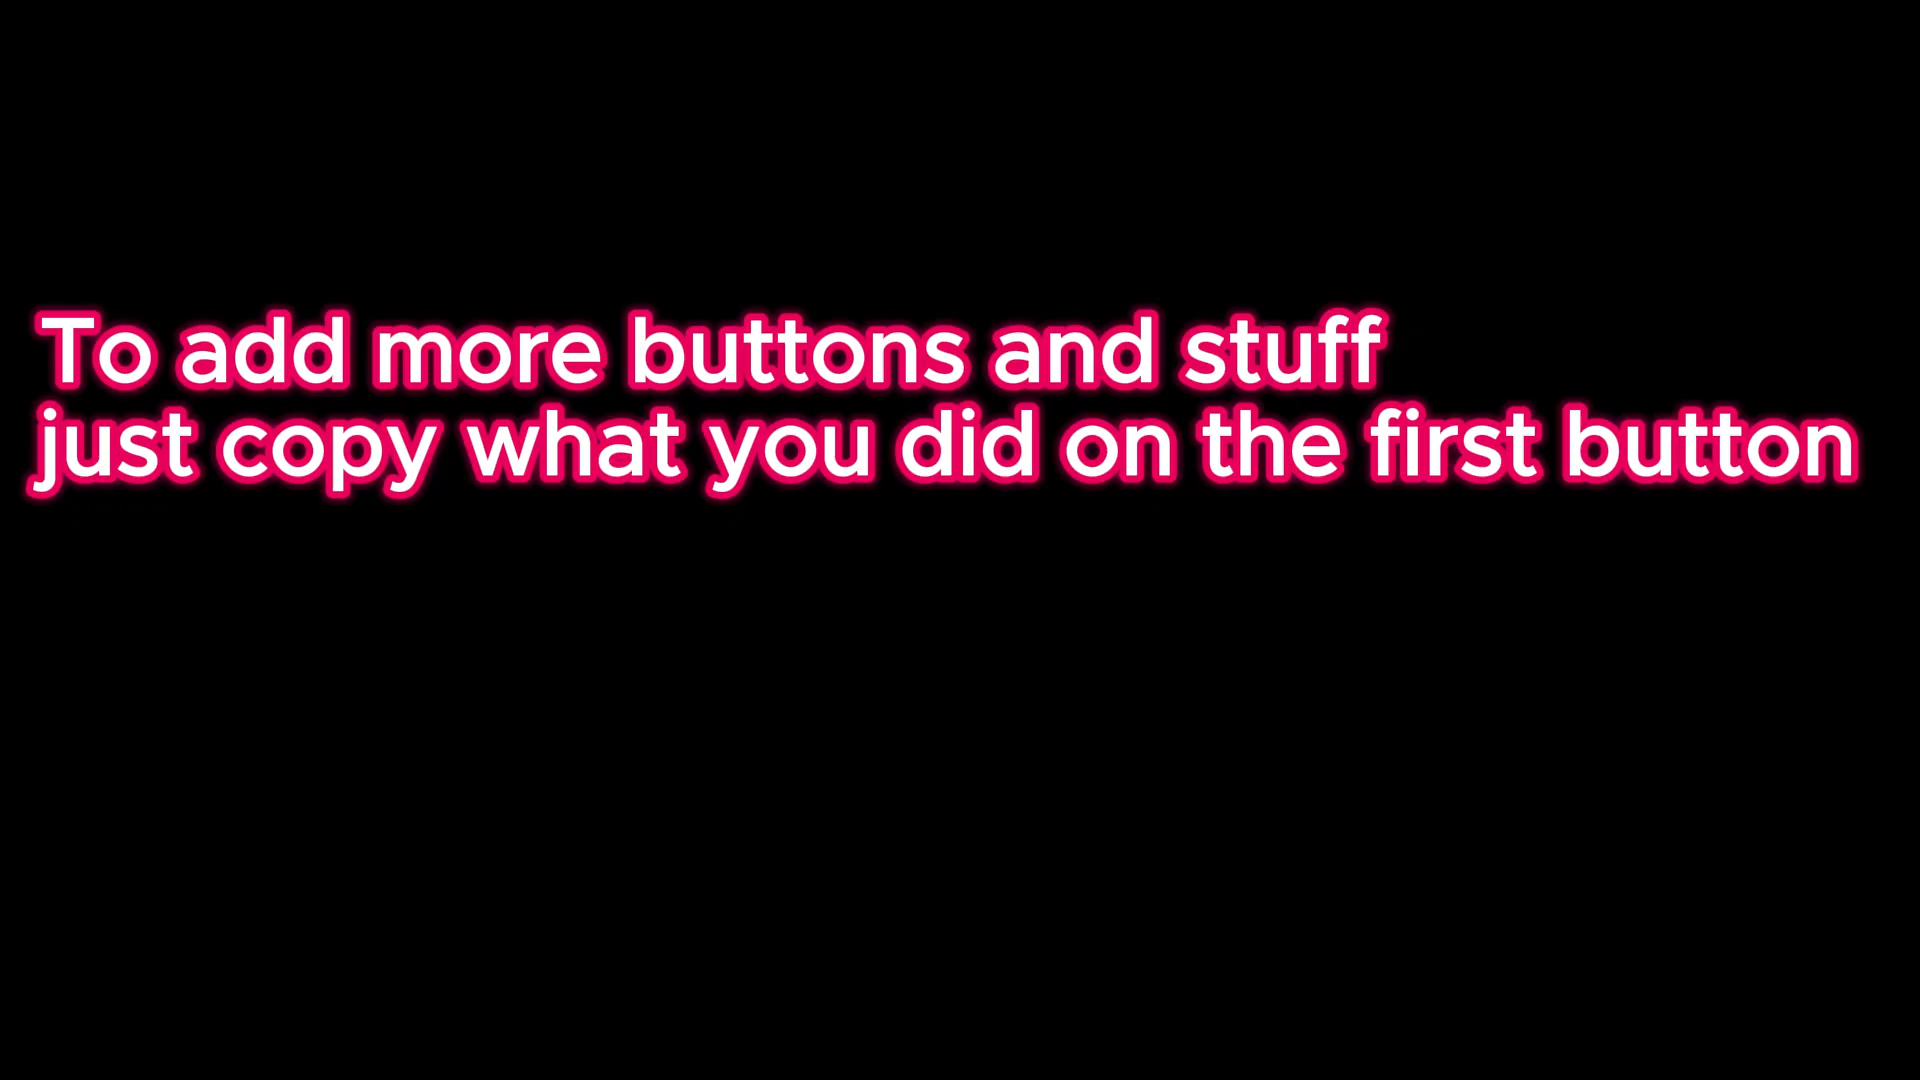 To add more buttons and stuff
just copy what you did on the first button